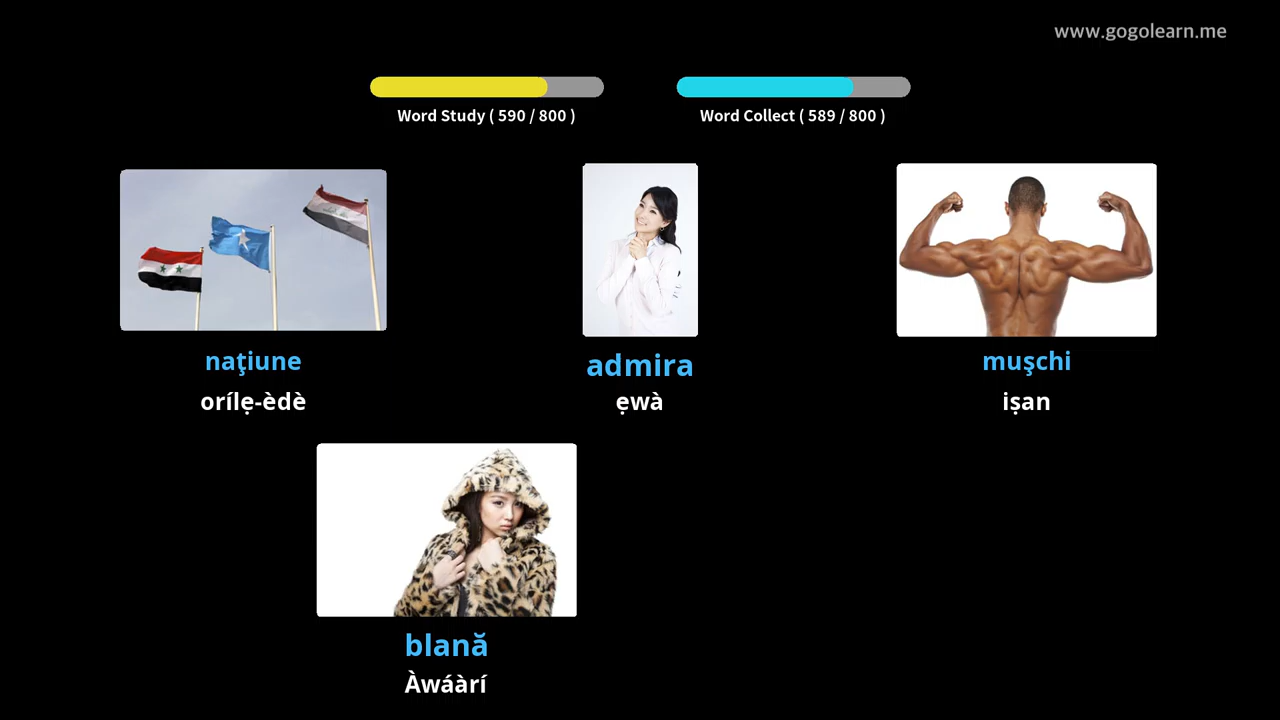 www.gogolearn.me
Word Study ( 590 / 800 )
Word Collect ( 589 / 800 )
naţiune
orílẹ-èdè
admira
ẹwà
muşchi
iṣan
blană
Àwáàrí